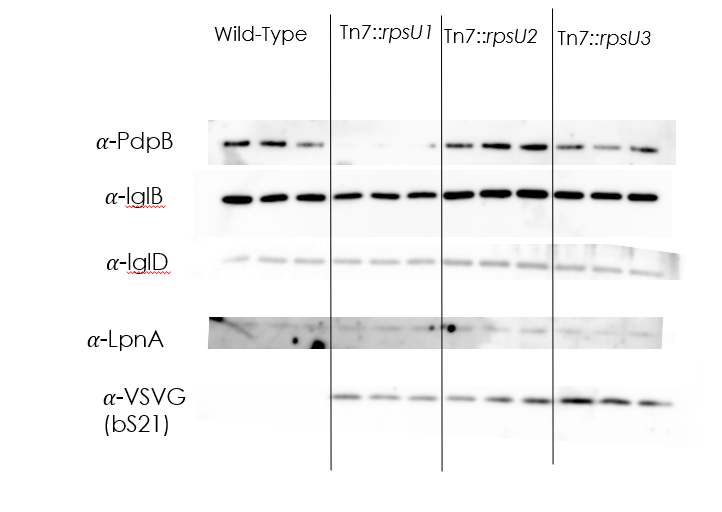 Wild-Type Tn7::rpsU1 Tn7::rpsU2 Tn7::rpsU3
α-PdpB
α-IglB
α-IglD
α-LpnA
α-VSVG
(bS21)